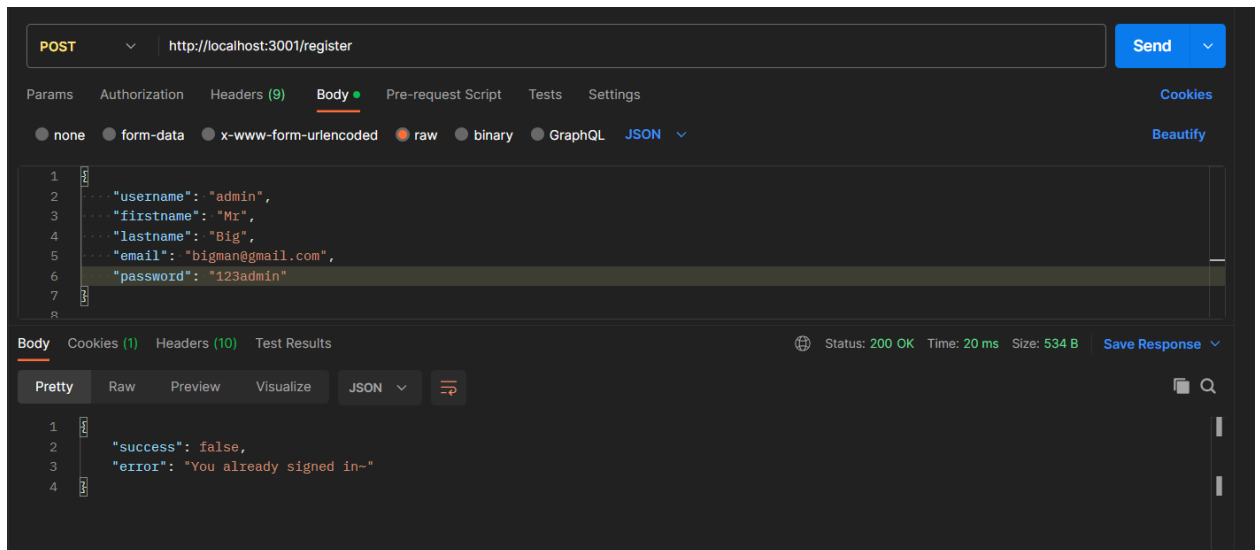 POST http://localhost:3001/register Send
Params Authorization Headers (9) Body Pre-request Script Tests Settings Cookies
none form-data x-www-form-urlencoded raw binary GraphQL JSON Beautify
1 {
2 "username": "admin",
3 "firstname": "Mr",
4 "lastname": "Big",
5 "email": "bigman@gmail.com",
6 "password": "123admin"
7 }
8
Body Cookies (1) Headers (10) Test Results Status: 200 OK Time: 20 ms Size: 534 B Save Response
Pretty Raw Preview Visualize JSON
1 {
2 "success": false,
3 "error": "You already signed in~"
4 }